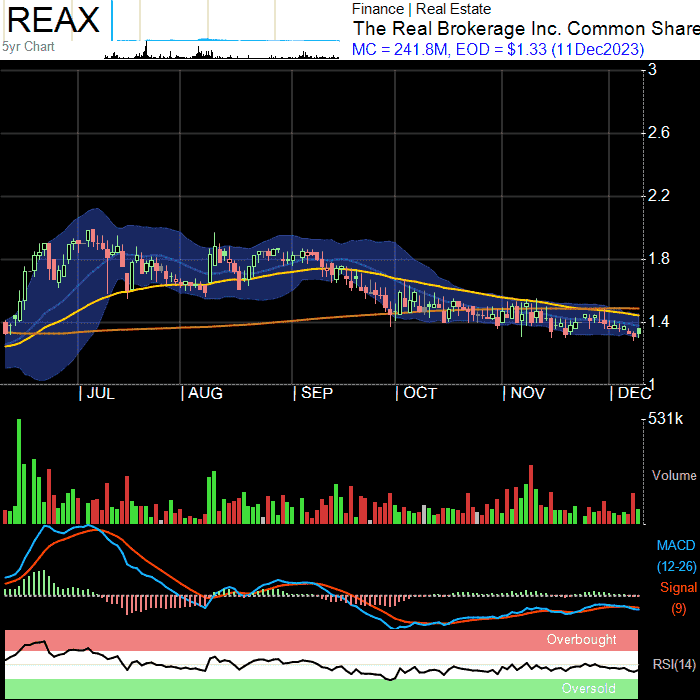 REAX
5yr Chart
Finance | Real Estate
The Real Brokerage Inc. Common Share
MC = 241.8M, EOD = $1.33 (11Dec2023)
3
2.6
2.2
1.8
1.4
1
JUL AUG SEP OCT NOV DEC
531k
Volume
MACD
(12-26)
Signal
(9)
Overbought
RSI(14)
Oversold